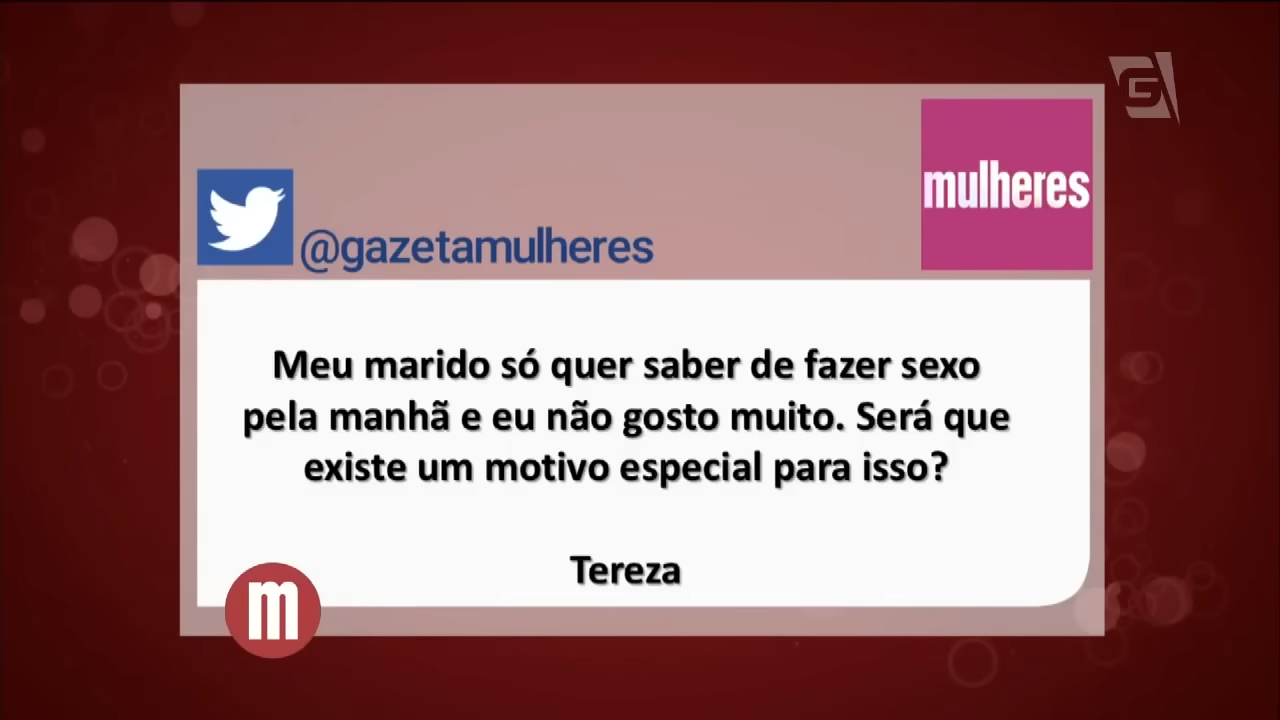 G
mulheres
@gazetamulheres
Meu marido só quer saber de fazer sexo
pela manhã e eu não gosto muito. Será que
existe um motivo especial para isso?
Tereza
m